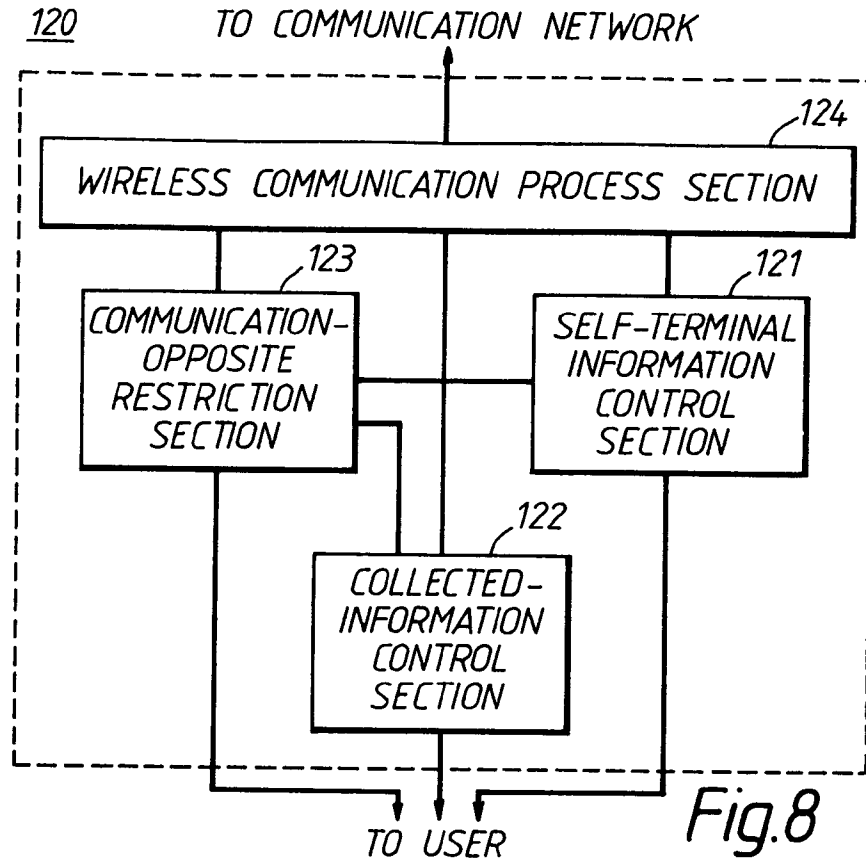 120
TO COMMUNICATION NETWORK
124
WIRELESS COMMUNICATION PROCESS SECTION
123
COMMUNICATION-
OPPOSITE
RESTRICTION
SECTION
121
SELF-TERMINAL
INFORMATION
CONTROL
SECTION
122
COLLECTED-
INFORMATION
CONTROL
SECTION
TO USER
Fig.8